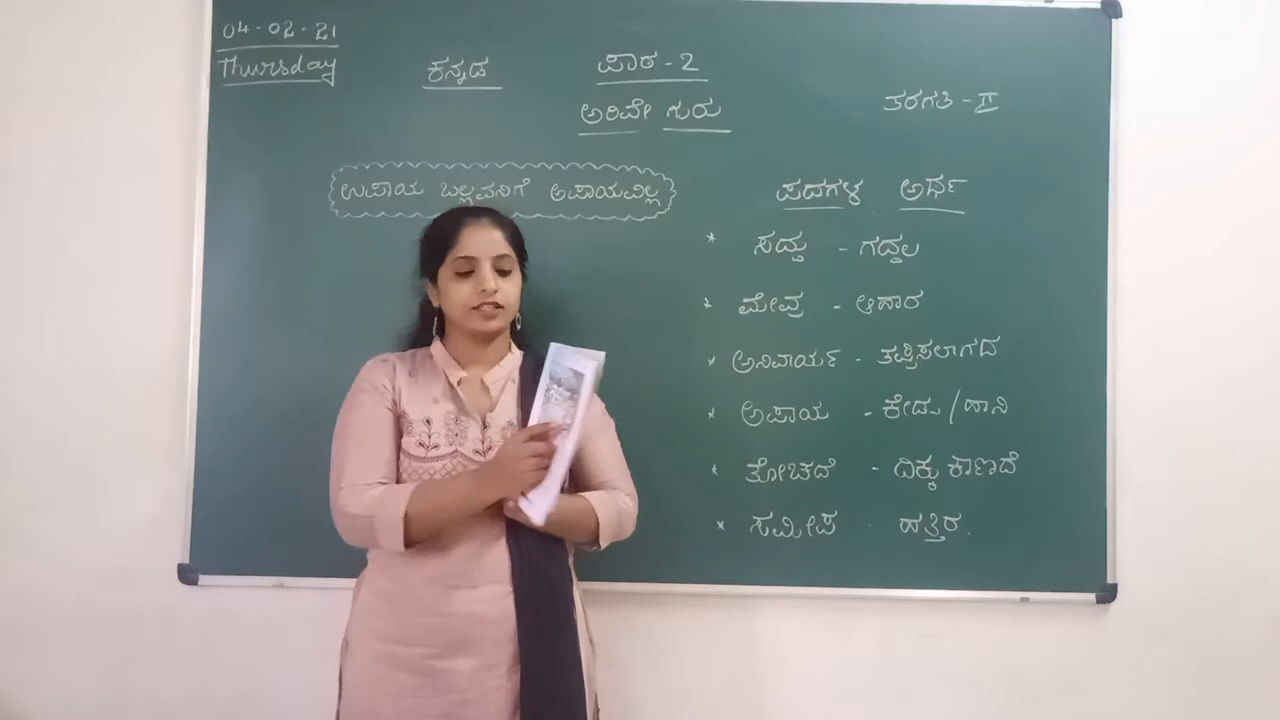 04-02-21
Thursday
ಕನ್ನಡ
ಪಾಠ - 2
ಅರಿವೇ ಗುರು
ತರಗತಿ - II
ಉಪಾಯ ಬಲ್ಲವನಿಗೆ ಅಪಾಯವಿಲ್ಲ
ಪದಗಳ ಅರ್ಥ
* ಸದ್ದು - ಗದ್ದಲ
* ಮೇವು - ಆಹಾರ
* ಅನಿವಾರ್ಯ - ತಪ್ಪಿಸಲಾಗದ
* ಅಪಾಯ - ಕೇಡು / ಹಾನಿ
* ತೋಚದೆ - ದಿಕ್ಕು ಕಾಣದೆ
* ಸಮೀಪ - ಹತ್ತಿರ.